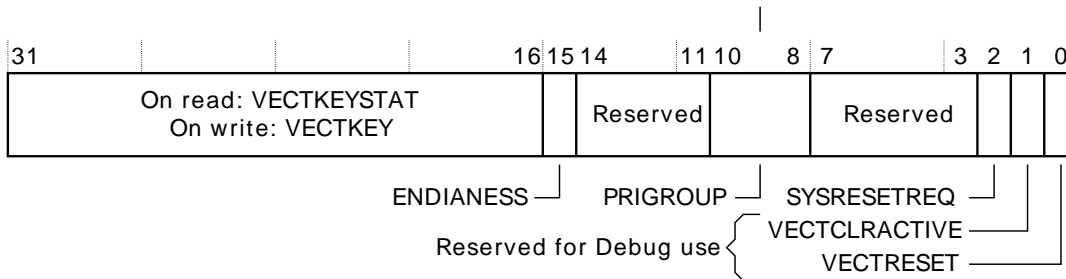 31 16 15 14 11 10 8 7 3 2 1 0
On read: VECTKEYSTAT
On write: VECTKEY
Reserved
Reserved
ENDIANESS
PRIGROUP
SYSRESETREQ
VECTCLRACTIVE
Reserved for Debug use
VECTRESET